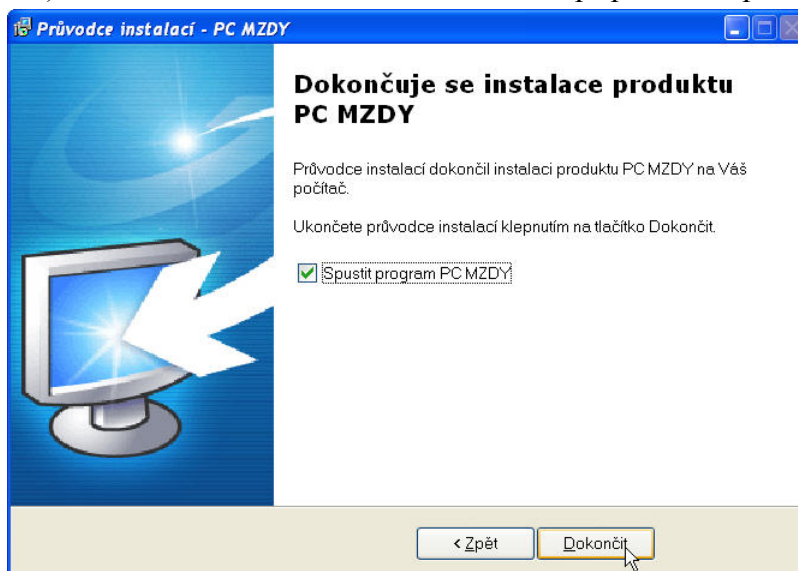 Průvodce instalací - PC MZDY
Dokončuje se instalace produktu
PC MZDY
Průvodce instalací dokončil instalaci produktu PC MZDY na Váš
počítač.
Ukončete průvodce instalací klepnutím na tlačítko Dokončit.
Spustit program PC MZDY
< Zpět
Dokončit